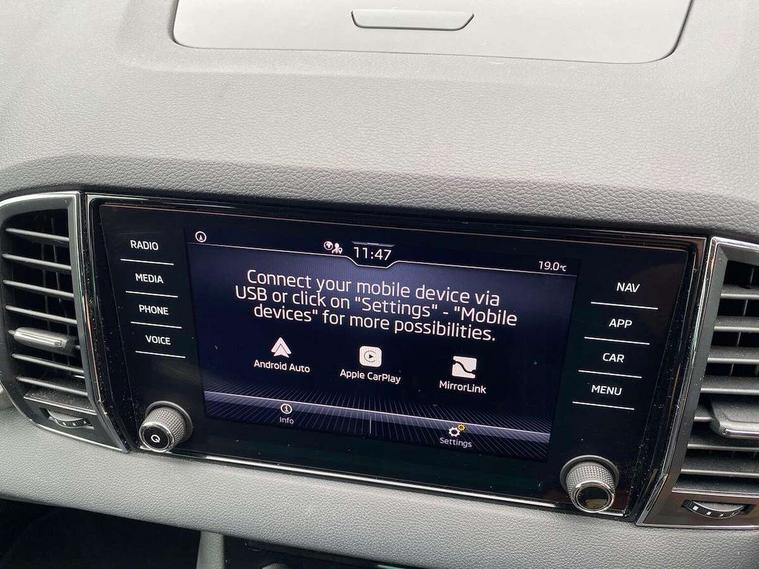 RADIO
MEDIA
PHONE
VOICE
11:47
19.0°C
Connect your mobile device via
USB or click on "Settings" - "Mobile
devices" for more possibilities.
Android Auto
Apple CarPlay
MirrorLink
Info
Settings
NAV
APP
CAR
MENU